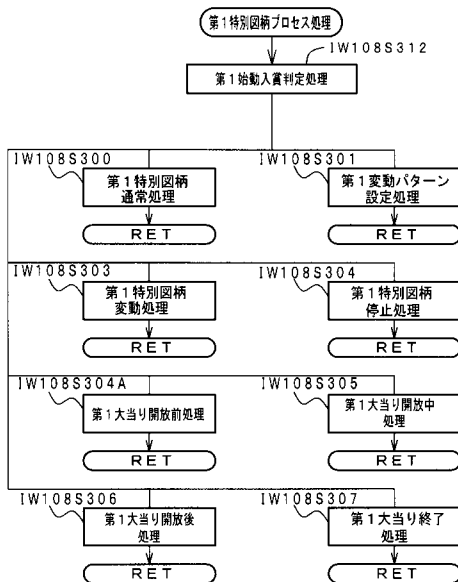 第1特別図柄プロセス処理
IW108S312
第1始動入賞判定処理
IW108S300
第1特別図柄
通常処理
RET
IW108S301
第1変動パターン
設定処理
RET
IW108S303
第1特別図柄
変動処理
RET
IW108S304
第1特別図柄
停止処理
RET
IW108S304A
第1大当り開放前処理
RET
IW108S305
第1大当り開放中
処理
RET
IW108S306
第1大当り開放後
処理
RET
IW108S307
第1大当り終了
処理
RET